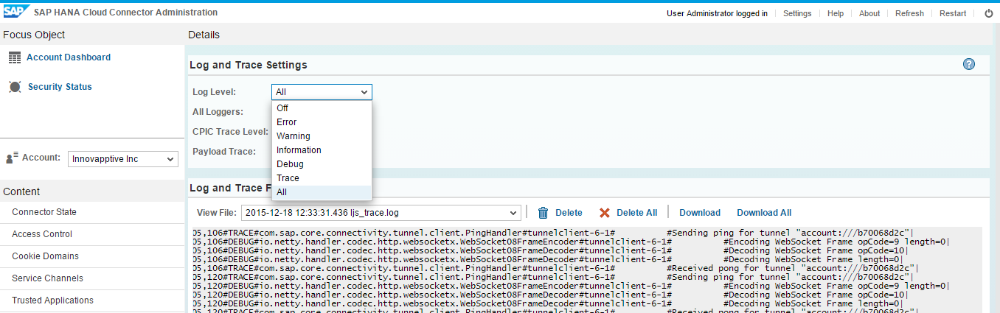 SAP SAP HANA Cloud Connector Administration
User Administrator logged in | Settings | Help | About | Refresh | Restart |
Focus Object
Account Dashboard
Security Status
Account: Innovapptive Inc
Content
Connector State
Access Control
Cookie Domains
Service Channels
Trusted Applications
Details
Log and Trace Settings
?
Log Level: All
Off
Error
Warning
Information
Debug
Trace
All
All Loggers:
CPIC Trace Level:
Payload Trace:
Log and Trace F
View File: 2015-12-18 12:33:31.436 ljs_trace.log | Delete Delete All | Download Download All
05,106#TRACE#com.sap.core.connectivity.tunnel.client.PingHandler#tunnelclient-6-1# #Sending ping for tunnel "account:///b70068d2c"|
05,106#DEBUG#io.netty.handler.codec.http.websocketx.WebSocket08FrameEncoder#tunnelclient-6-1# #Encoding WebSocket Frame opCode=9 length=0|
05,106#DEBUG#io.netty.handler.codec.http.websocketx.WebSocket08FrameDecoder#tunnelclient-6-1# #Decoding WebSocket Frame opCode=10|
05,106#DEBUG#io.netty.handler.codec.http.websocketx.WebSocket08FrameDecoder#tunnelclient-6-1# #Decoding WebSocket Frame length=0|
05,106#TRACE#com.sap.core.connectivity.tunnel.client.PingHandler#tunnelclient-6-1# #Received pong for tunnel "account:///b70068d2c"|
05,120#TRACE#com.sap.core.connectivity.tunnel.client.PingHandler#tunnelclient-6-1# #Sending ping for tunnel "account:///b70068d2c"|
05,120#DEBUG#io.netty.handler.codec.http.websocketx.WebSocket08FrameEncoder#tunnelclient-6-1# #Encoding WebSocket Frame opCode=9 length=0|
05,120#DEBUG#io.netty.handler.codec.http.websocketx.WebSocket08FrameDecoder#tunnelclient-6-1# #Decoding WebSocket Frame opCode=10|
05,120#DEBUG#io.netty.handler.codec.http.websocketx.WebSocket08FrameDecoder#tunnelclient-6-1# #Decoding WebSocket Frame length=0|
05,120#TRACE#com.sap.core.connectivity.tunnel.client.PingHandler#tunnelclient-6-1# #Received pong for tunnel "account:///b70068d2c"|